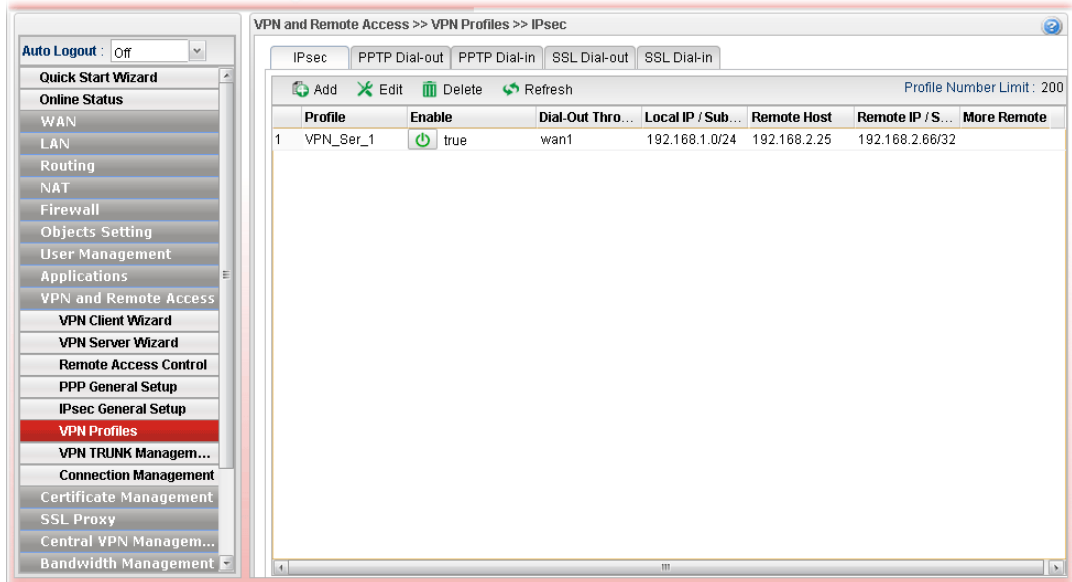 VPN and Remote Access >> VPN Profiles >> IPsec
Auto Logout : Off
Quick Start Wizard
Online Status
WAN
LAN
Routing
NAT
Firewall
Objects Setting
User Management
Applications
VPN and Remote Access
VPN Client Wizard
VPN Server Wizard
Remote Access Control
PPP General Setup
IPsec General Setup
VPN Profiles
VPN TRUNK Managem...
Connection Management
Certificate Management
SSL Proxy
Central VPN Managem...
Bandwidth Management
IPsec PPTP Dial-out PPTP Dial-in SSL Dial-out SSL Dial-in
Add Edit Delete Refresh Profile Number Limit : 200
Profile Enable Dial-Out Thro... Local IP / Sub... Remote Host Remote IP / S... More Remote
1 VPN_Ser_1 true wan1 192.168.1.0/24 192.168.2.25 192.168.2.66/32